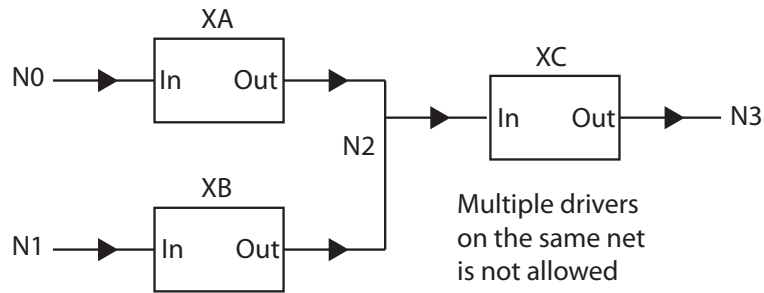 XA
N0
In
Out
XC
In
Out
N3
N2
XB
N1
In
Out
Multiple drivers
on the same net
is not allowed